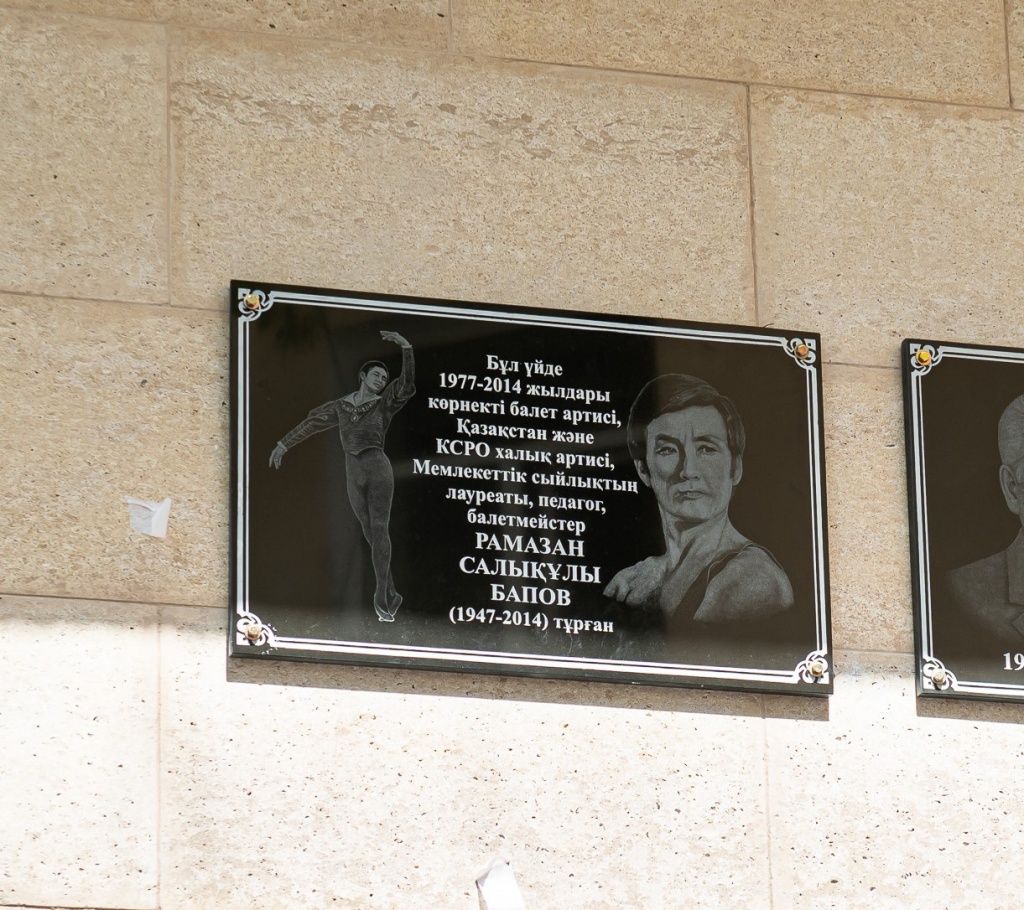 Бұл үйде
1977-2014 жылдары
көрнекті балет артисі,
Қазақстан және
КСРО халық артисі,
Мемлекеттік сыйлықтың
лауреаты, педагог,
балетмейстер
РАМАЗАН
САЛЫҚҰЛЫ
БАПОВ
(1947-2014) тұрған
19